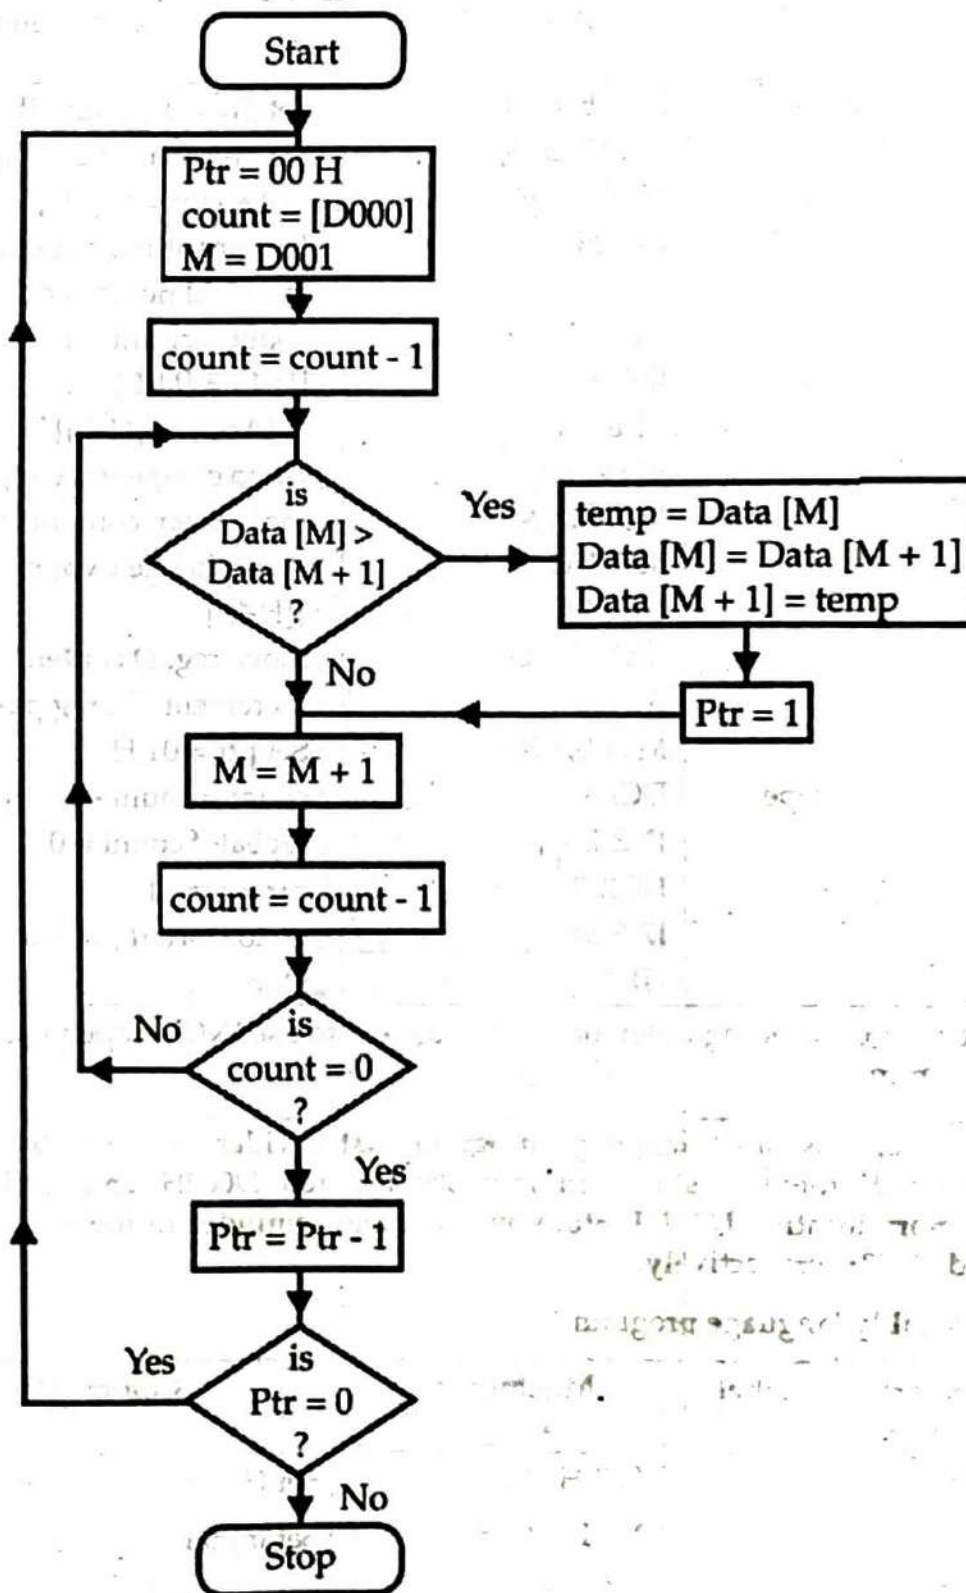 Start
Ptr = 00 H
count = [D000]
M = D001
count = count - 1
is
Data [M] >
Data [M + 1]
?
Yes
temp = Data [M]
Data [M] = Data [M + 1]
Data [M + 1] = temp
No
Ptr = 1
M = M + 1
count = count - 1
is
count = 0
?
No
Yes
Ptr = Ptr - 1
is
Ptr = 0
?
Yes
No
Stop